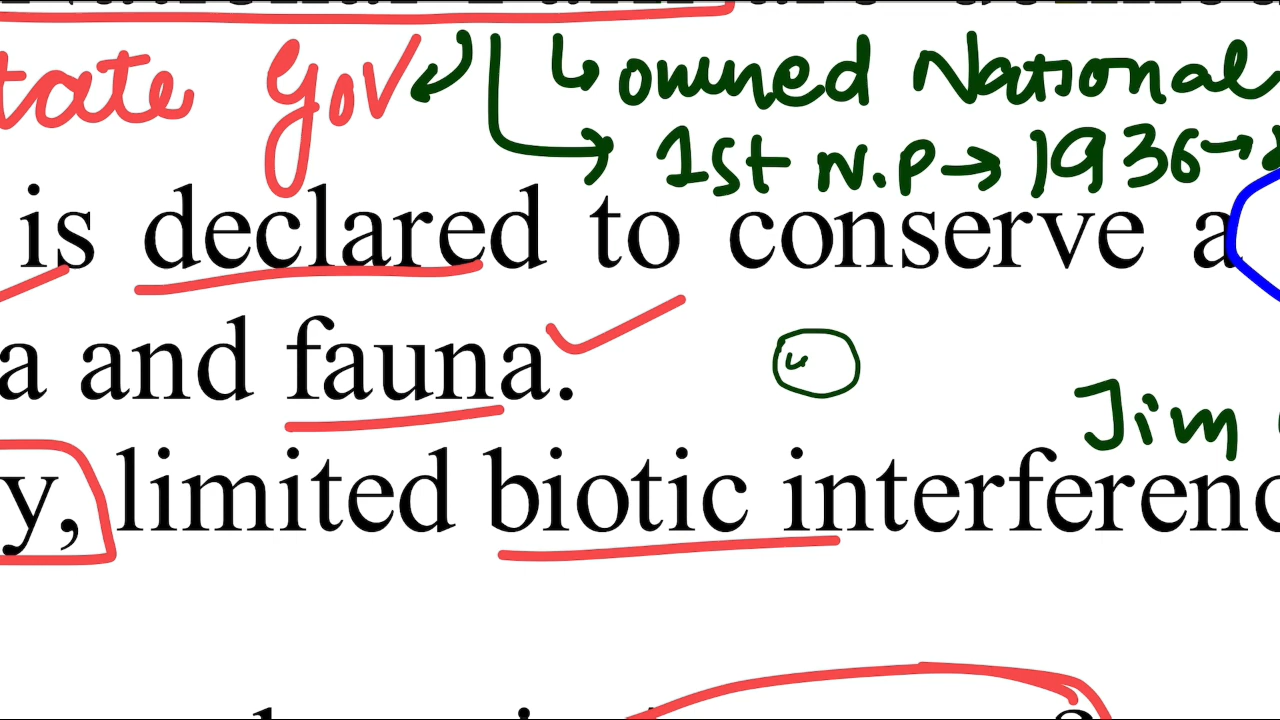 tate Gov owned National
1st N.P → 1936 →
is declared to conserve a
a and fauna.
Jim
y, limited biotic interferenc